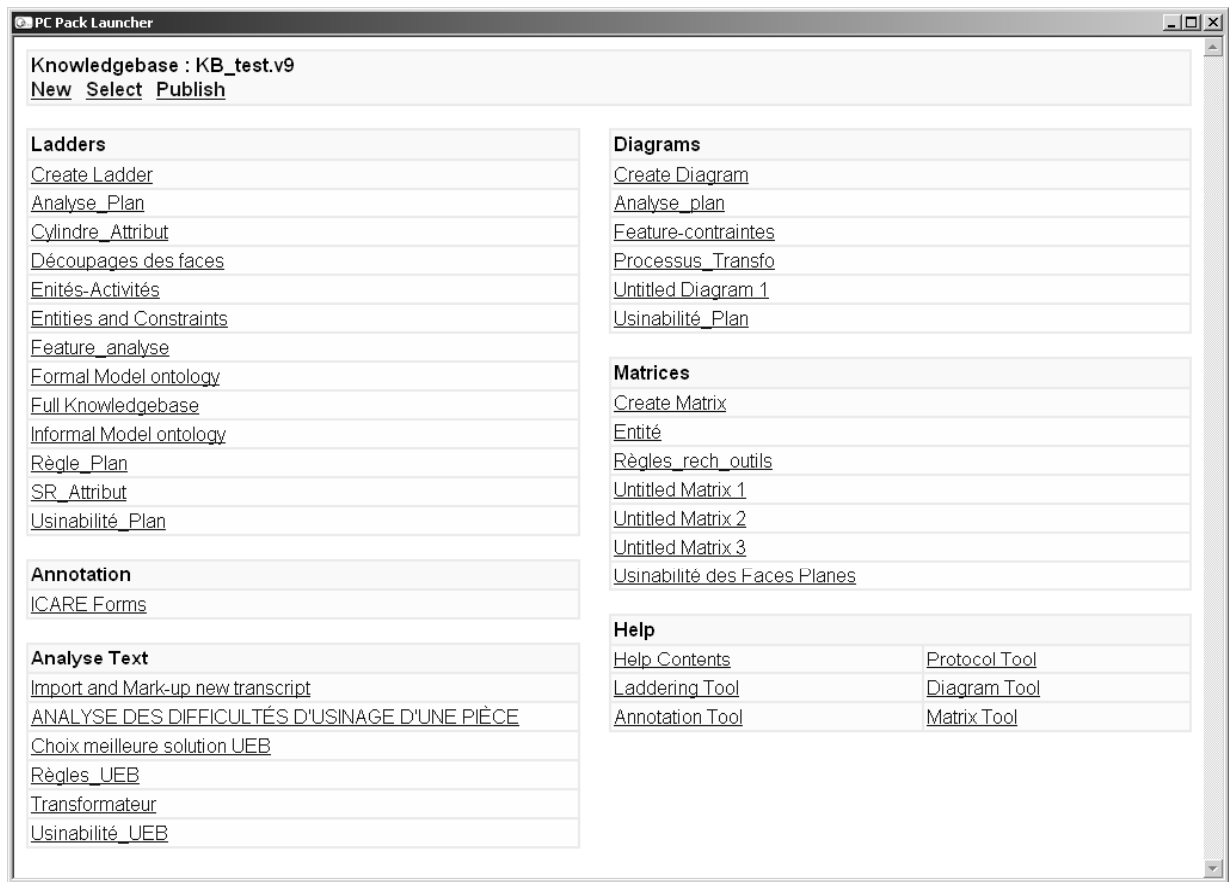 PC Pack Launcher
Knowledgebase : KB_test.v9
New Select Publish
Ladders
Create Ladder
Analyse_Plan
Cylindre_Attribut
Découpages des faces
Enités-Activités
Entities and Constraints
Feature_analyse
Formal Model ontology
Full Knowledgebase
Informal Model ontology
Règle_Plan
SR_Attribut
Usinabilité_Plan
Annotation
ICARE Forms
Analyse Text
Import and Mark-up new transcript
ANALYSE DES DIFFICULTÉS D'USINAGE D'UNE PIÈCE
Choix meilleure solution UEB
Règles_UEB
Transformateur
Usinabilité_UEB
Diagrams
Create Diagram
Analyse_plan
Feature-contraintes
Processus_Transfo
Untitled Diagram 1
Usinabilité_Plan
Matrices
Create Matrix
Entité
Règles_rech_outils
Untitled Matrix 1
Untitled Matrix 2
Untitled Matrix 3
Usinabilité des Faces Planes
Help
Help Contents Protocol Tool
Laddering Tool Diagram Tool
Annotation Tool Matrix Tool